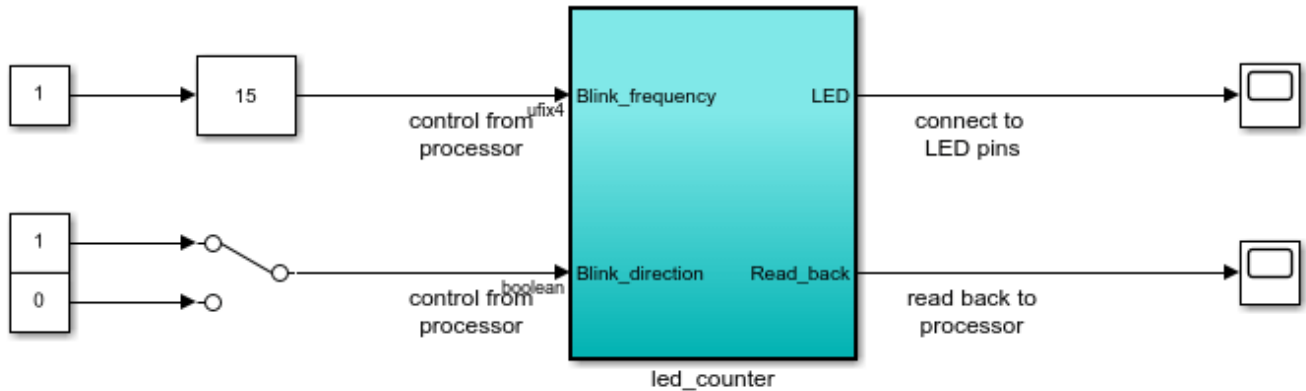 1
15
ufix4
control from
processor
Blink_frequency
LED
connect to
LED pins
1
0
boolean
control from
processor
Blink_direction
Read_back
read back to
processor
led_counter